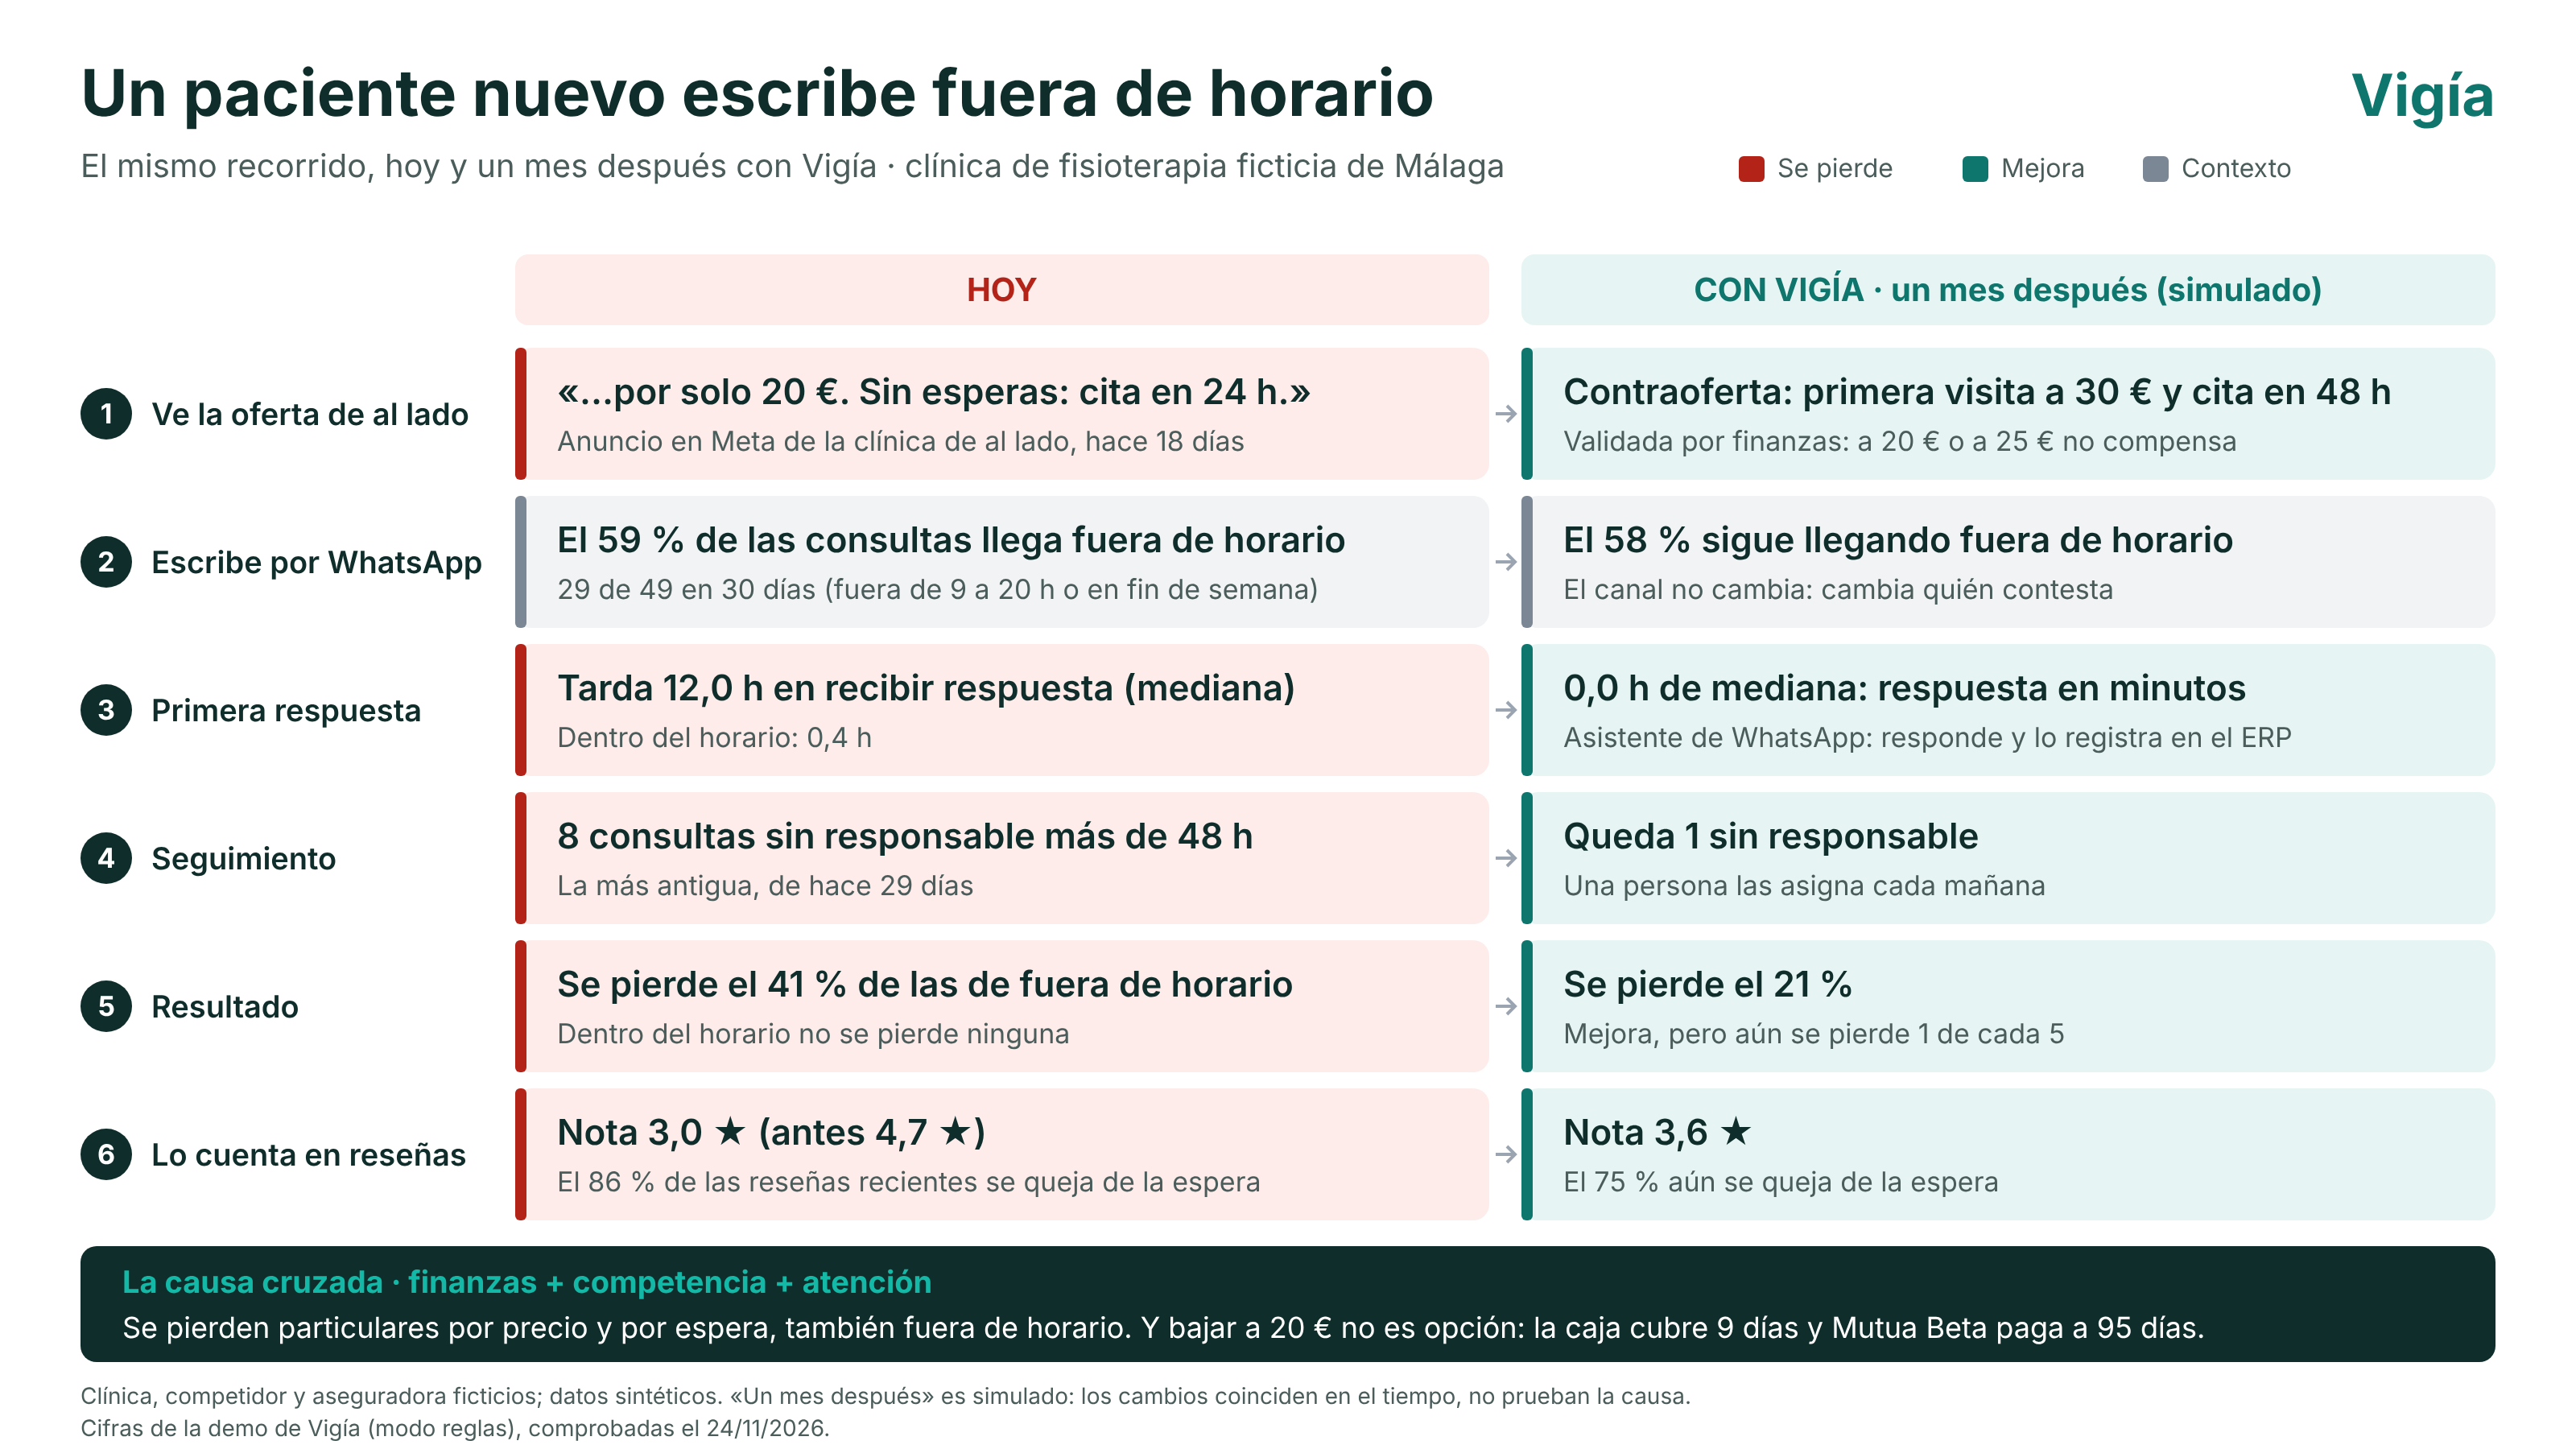 Un paciente nuevo escribe fuera de horario
Vigía
El mismo recorrido, hoy y un mes después con Vigía · clínica de fisioterapia ficticia de Málaga
Se pierde
Mejora
Contexto
HOY
CON VIGÍA · un mes después (simulado)
1
Ve la oferta de al lado
«...por solo 20 €. Sin esperas: cita en 24 h.»
Anuncio en Meta de la clínica de al lado, hace 18 días
→
Contraoferta: primera visita a 30 € y cita en 48 h
Validada por finanzas: a 20 € o a 25 € no compensa
2
Escribe por WhatsApp
El 59 % de las consultas llega fuera de horario
29 de 49 en 30 días (fuera de 9 a 20 h o en fin de semana)
→
El 58 % sigue llegando fuera de horario
El canal no cambia: cambia quién contesta
3
Primera respuesta
Tarda 12,0 h en recibir respuesta (mediana)
Dentro del horario: 0,4 h
→
0,0 h de mediana: respuesta en minutos
Asistente de WhatsApp: responde y lo registra en el ERP
4
Seguimiento
8 consultas sin responsable más de 48 h
La más antigua, de hace 29 días
→
Queda 1 sin responsable
Una persona las asigna cada mañana
5
Resultado
Se pierde el 41 % de las de fuera de horario
Dentro del horario no se pierde ninguna
→
Se pierde el 21 %
Mejora, pero aún se pierde 1 de cada 5
6
Lo cuenta en reseñas
Nota 3,0 ★ (antes 4,7 ★)
El 86 % de las reseñas recientes se queja de la espera
→
Nota 3,6 ★
El 75 % aún se queja de la espera
La causa cruzada · finanzas + competencia + atención
Se pierden particulares por precio y por espera, también fuera de horario. Y bajar a 20 € no es opción: la caja cubre 9 días y Mutua Beta paga a 95 días.
Clínica, competidor y aseguradora ficticios; datos sintéticos. «Un mes después» es simulado: los cambios coinciden en el tiempo, no prueban la causa.
Cifras de la demo de Vigía (modo reglas), comprobadas el 24/11/2026.